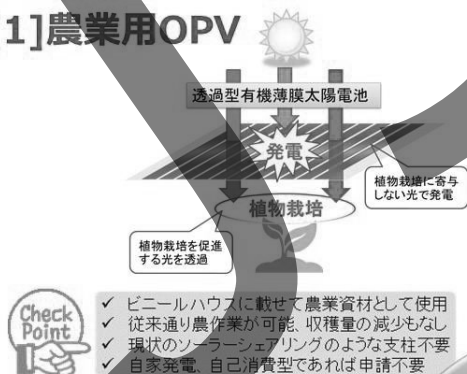 1]農業用OPV
透過型有機薄膜太陽電池
発電
植物栽培に寄与
しない光で発電
植物栽培
植物栽培を促進
する光を透過
Check
Point
✓ ビニールハウスに載せて農業資材として使用
✓ 従来通り農作業が可能、収穫量の減少もなし
✓ 現状のソーラーシェアリングのような支柱不要
✓ 自家発電、自己消費型であれば申請不要